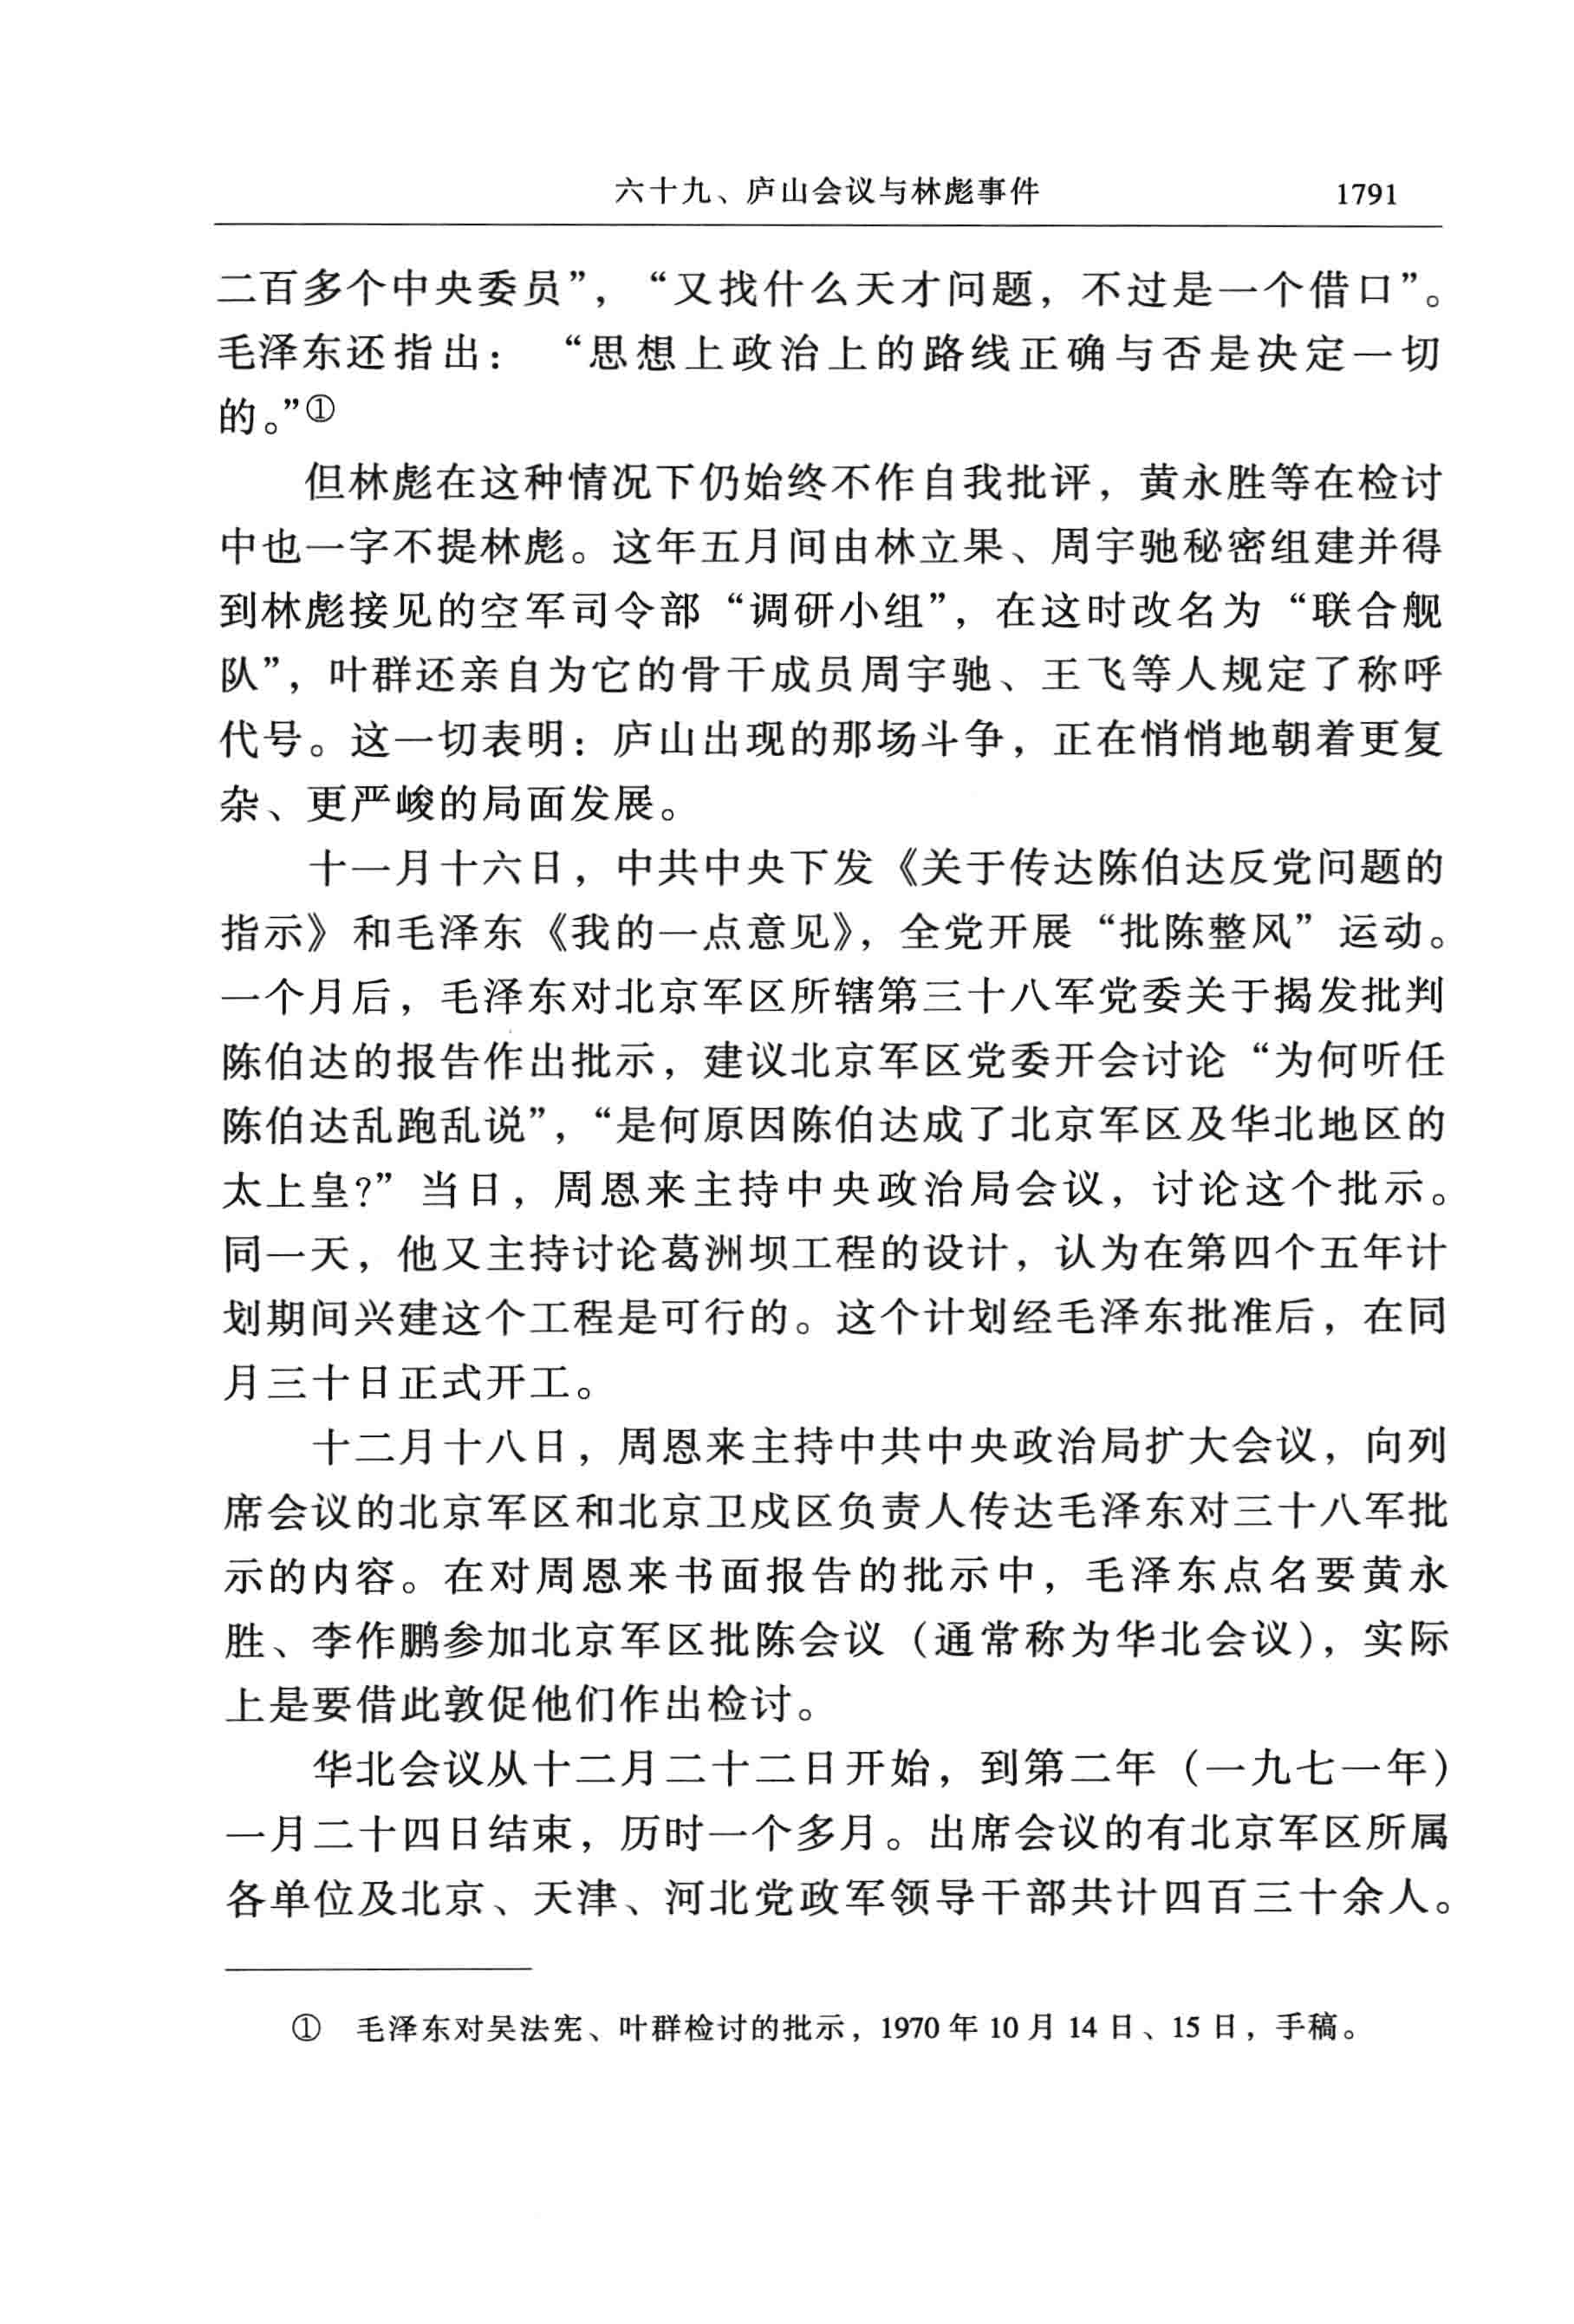 六十九、庐山会议与林彪事件 1791
二百多个中央委员”，“又找什么天才问题，不过是一个借口”。
毛泽东还指出：“思想上政治上的路线正确与否是决定一切
的。”①
但林彪在这种情况下仍始终不作自我批评，黄永胜等在检讨
中也一字不提林彪。这年五月间由林立果、周宇驰秘密组建并得
到林彪接见的空军司令部“调研小组”，在这时改名为“联合舰
队”，叶群还亲自为它的骨干成员周宇驰、王飞等人规定了称呼
代号。这一切表明：庐山出现的那场斗争，正在悄悄地朝着更复
杂、更严峻的局面发展。
十一月十六日，中共中央下发《关于传达陈伯达反党问题的
指示》和毛泽东《我的一点意见》，全党开展“批陈整风”运动。
一个月后，毛泽东对北京军区所辖第三十八军党委关于揭发批判
陈伯达的报告作出批示，建议北京军区党委开会讨论“为何听任
陈伯达乱跑乱说”，“是何原因陈伯达成了北京军区及华北地区的
太上皇?”当日，周恩来主持中央政治局会议，讨论这个批示。
同一天，他又主持讨论葛洲坝工程的设计，认为在第四个五年计
划期间兴建这个工程是可行的。这个计划经毛泽东批准后，在同
月三十日正式开工。
十二月十八日，周恩来主持中共中央政治局扩大会议，向列
席会议的北京军区和北京卫戍区负责人传达毛泽东对三十八军批
示的内容。在对周恩来书面报告的批示中，毛泽东点名要黄永
胜、李作鹏参加北京军区批陈会议（通常称为华北会议），实际
上是要借此敦促他们作出检讨。
华北会议从十二月二十二日开始，到第二年（一九七一年）
一月二十四日结束，历时一个多月。出席会议的有北京军区所属
各单位及北京、天津、河北党政军领导干部共计四百三十余人。
① 毛泽东对吴法宪、叶群检讨的批示，1970年10月14日、15日，手稿。